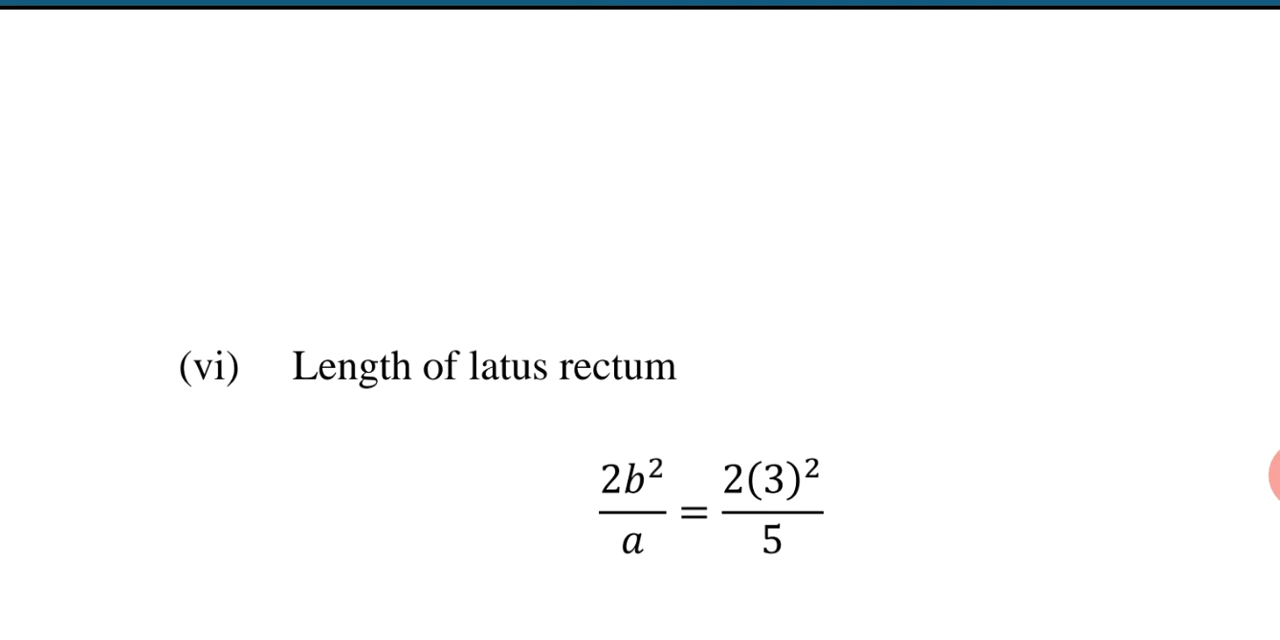 (vi) Length of latus rectum
2b²/a = 2(3)²/5